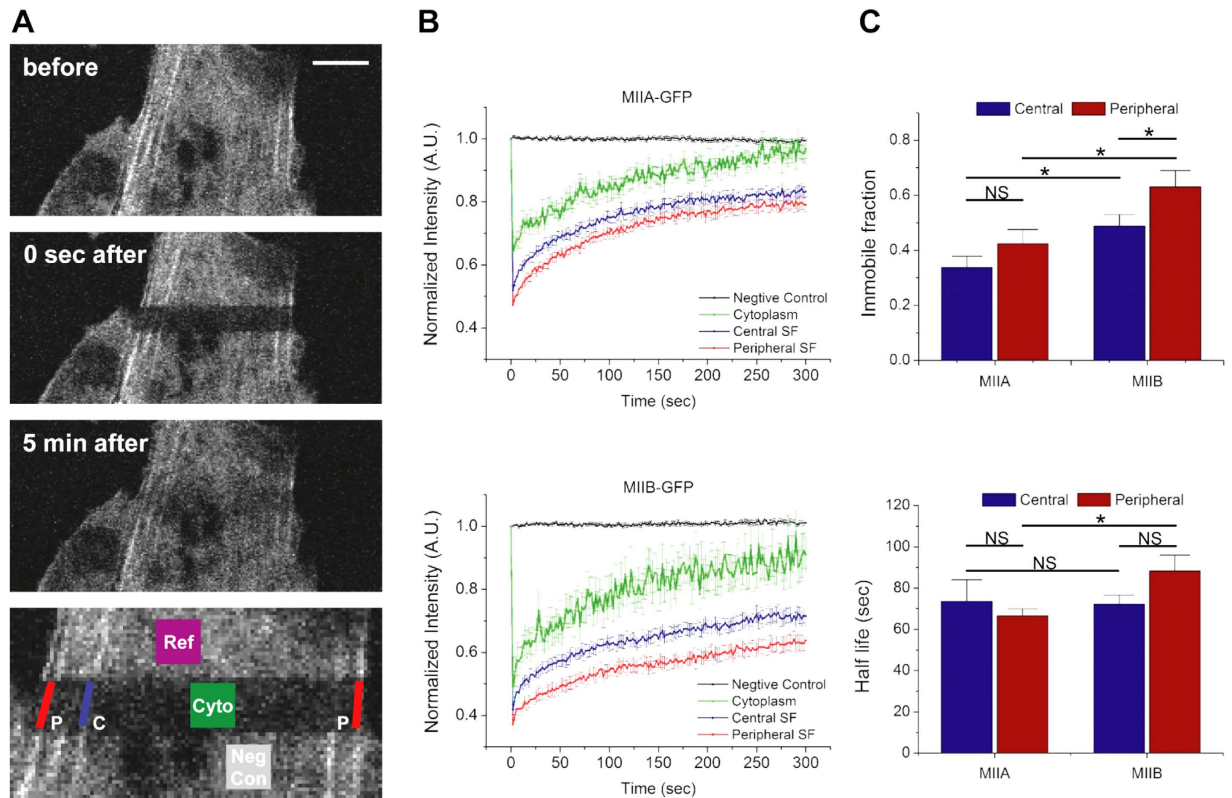 A
before
0 sec after
5 min after
Ref
Cyto
P
C
P
Neg
Con
B
MIIA-GFP
Normalized Intensity (A.U.)
1.0
0.8
0.6
0.4
Negtive Control
Cytoplasm
Central SF
Peripheral SF
0 50 100 150 200 250 300
Time (sec)
MIIB-GFP
Normalized Intensity (A.U.)
1.0
0.8
0.6
0.4
Negtive Control
Cytoplasm
Central SF
Peripheral SF
0 50 100 150 200 250 300
Time (sec)
C
Central Peripheral
Immobile fraction
0.8
0.6
0.4
0.2
0.0
*
*
*
NS
MIIA MIIB
Central Peripheral
Half life (sec)
120
100
80
60
40
20
0
*
NS NS
NS
MIIA MIIB